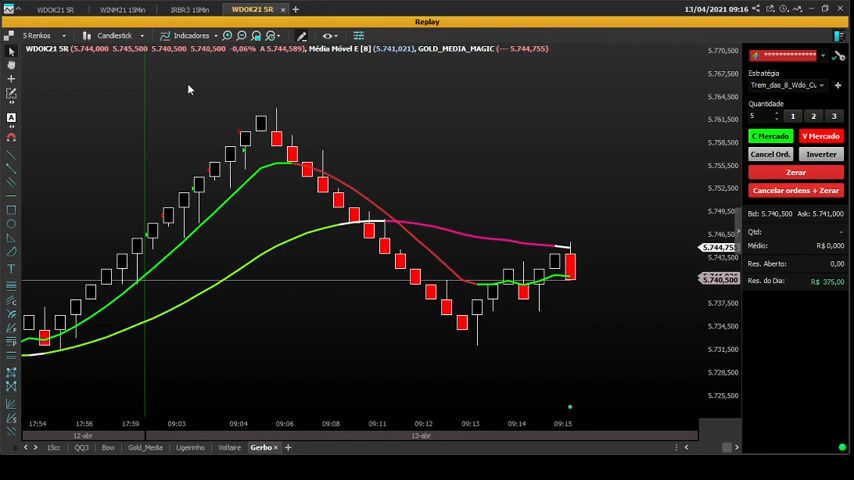 WDOK21 5R WINM21 15Min IRBR3 15Min WDOK21 5R 13/04/2021 09:16
Replay
5 Renkos Candlestick Indicadores
WDOK21 5R (5.744,000 5.745,500 5.740,500 5.740,500 -0,06% A 5.744,589), Média Móvel E [8] (5.741,021), GOLD_MEDIA_MAGIC (--- 5.744,755)
5.770,500
5.767,500
5.764,500
5.761,500
5.758,500
5.755,500
5.752,500
5.749,500
5.746,500
5.744,755
5.743,500
5.740,500
5.737,500
5.734,500
5.731,500
5.728,500
5.725,500
17:54 17:56 17:59 09:03 09:04 09:06 09:08 09:11 09:12 09:13 09:14 09:15
12-abr 13-abr
15cc QQ3 Bow Gold_Media Ligeirinho Voltaire Gerbo
Estratégia
Trem_das_8_Wdo_Cu
Quantidade
5 1 2 3
C Mercado V Mercado
Cancel Ord. Inverter
Zerar
Cancelar ordens + Zerar
Bid: 5.740,500 Ask: 5.741,000
Qtd: -
Médio: R$ 0,000
Res. Aberto: 0,00
Res. do Dia: R$ 375,00